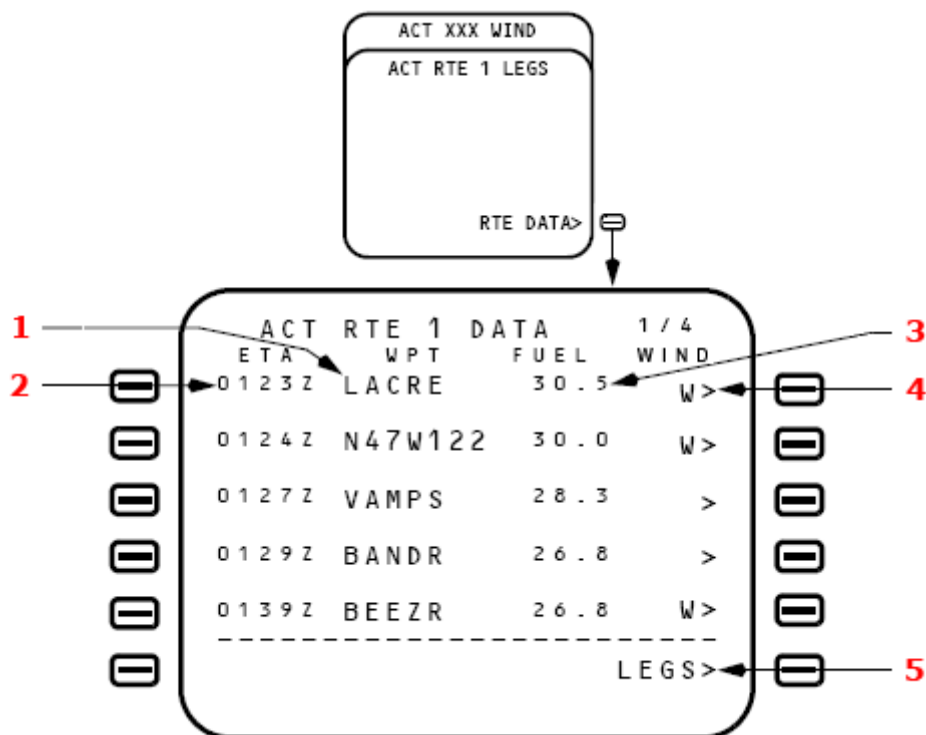 ACT XXX WIND
ACT RTE 1 LEGS
RTE DATA>
ACT RTE 1 DATA 1/4
ETA WPT FUEL WIND
1
2 0123Z LACRE 30.5 W> 3
4
0124Z N47W122 30.0 W>
0127Z VAMPS 28.3 >
0129Z BANDR 26.8 >
0139Z BEEZR 26.8 W>
LEGS> 5